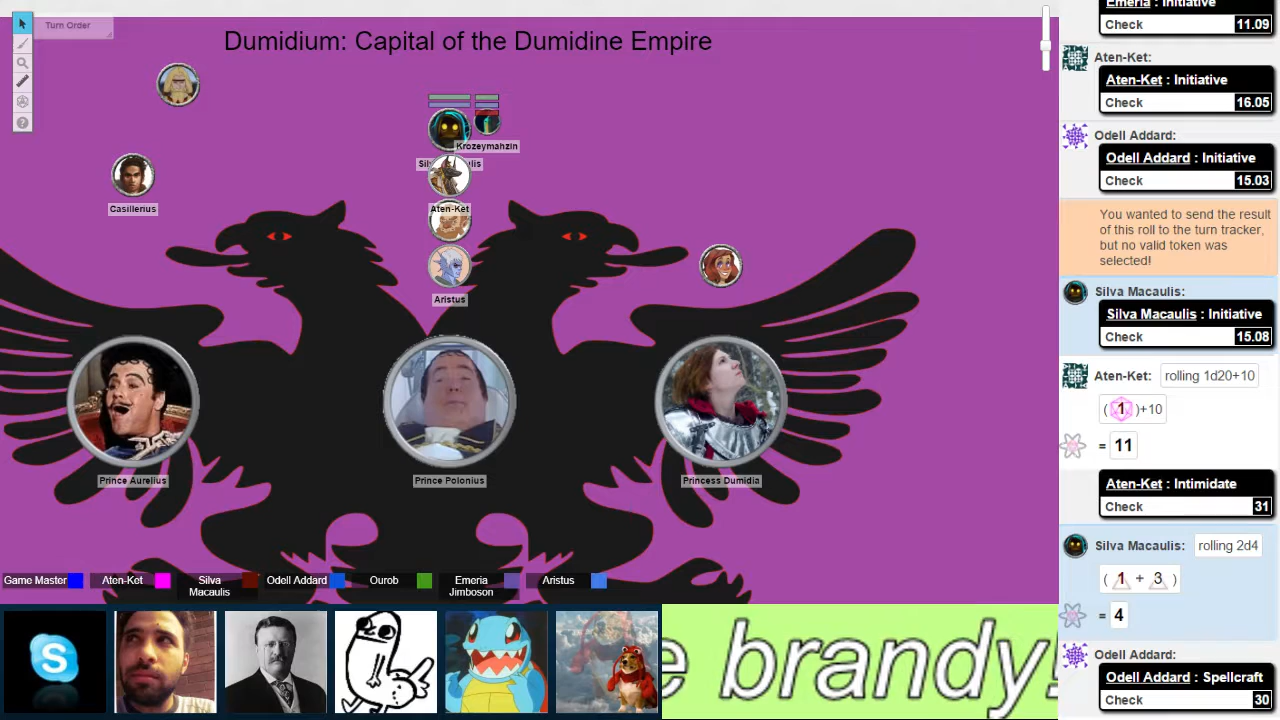 Turn Order
Dumidium: Capital of the Dumidine Empire
Krozeymahzin
Casillerius
Aten-Ket
Aristus
Prince Aurelius
Prince Polonius
Princess Dumidia
Game Master
Aten-Ket
Silva
Macaulis
Odell Addard
Ourob
Emeria
Jimboson
Aristus
S
e brandy!
Emeria : Initiative
Check 11.09
Aten-Ket:
Aten-Ket : Initiative
Check 16.05
Odell Addard:
Odell Addard : Initiative
Check 15.03
You wanted to send the result
of this roll to the turn tracker,
but no valid token was
selected!
Silva Macaulis:
Silva Macaulis : Initiative
Check 15.08
Aten-Ket: rolling 1d20+10
(1)+10
= 11
Aten-Ket : Intimidate
Check 31
Silva Macaulis: rolling 2d4
(1 + 3)
= 4
Odell Addard:
Odell Addard : Spellcraft
Check 30